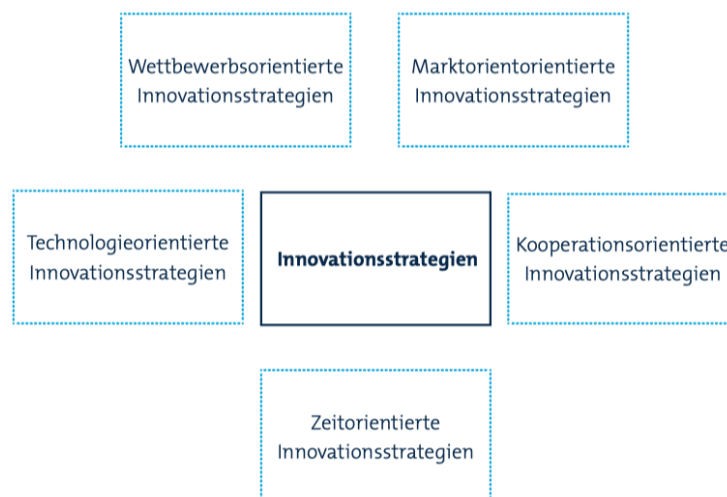 Wettbewerbsorientierte
Innovationsstrategien
Marktorientorientierte
Innovationsstrategien
Technologieorientierte
Innovationsstrategien
Innovationsstrategien
Kooperationsorientierte
Innovationsstrategien
Zeitorientierte
Innovationsstrategien